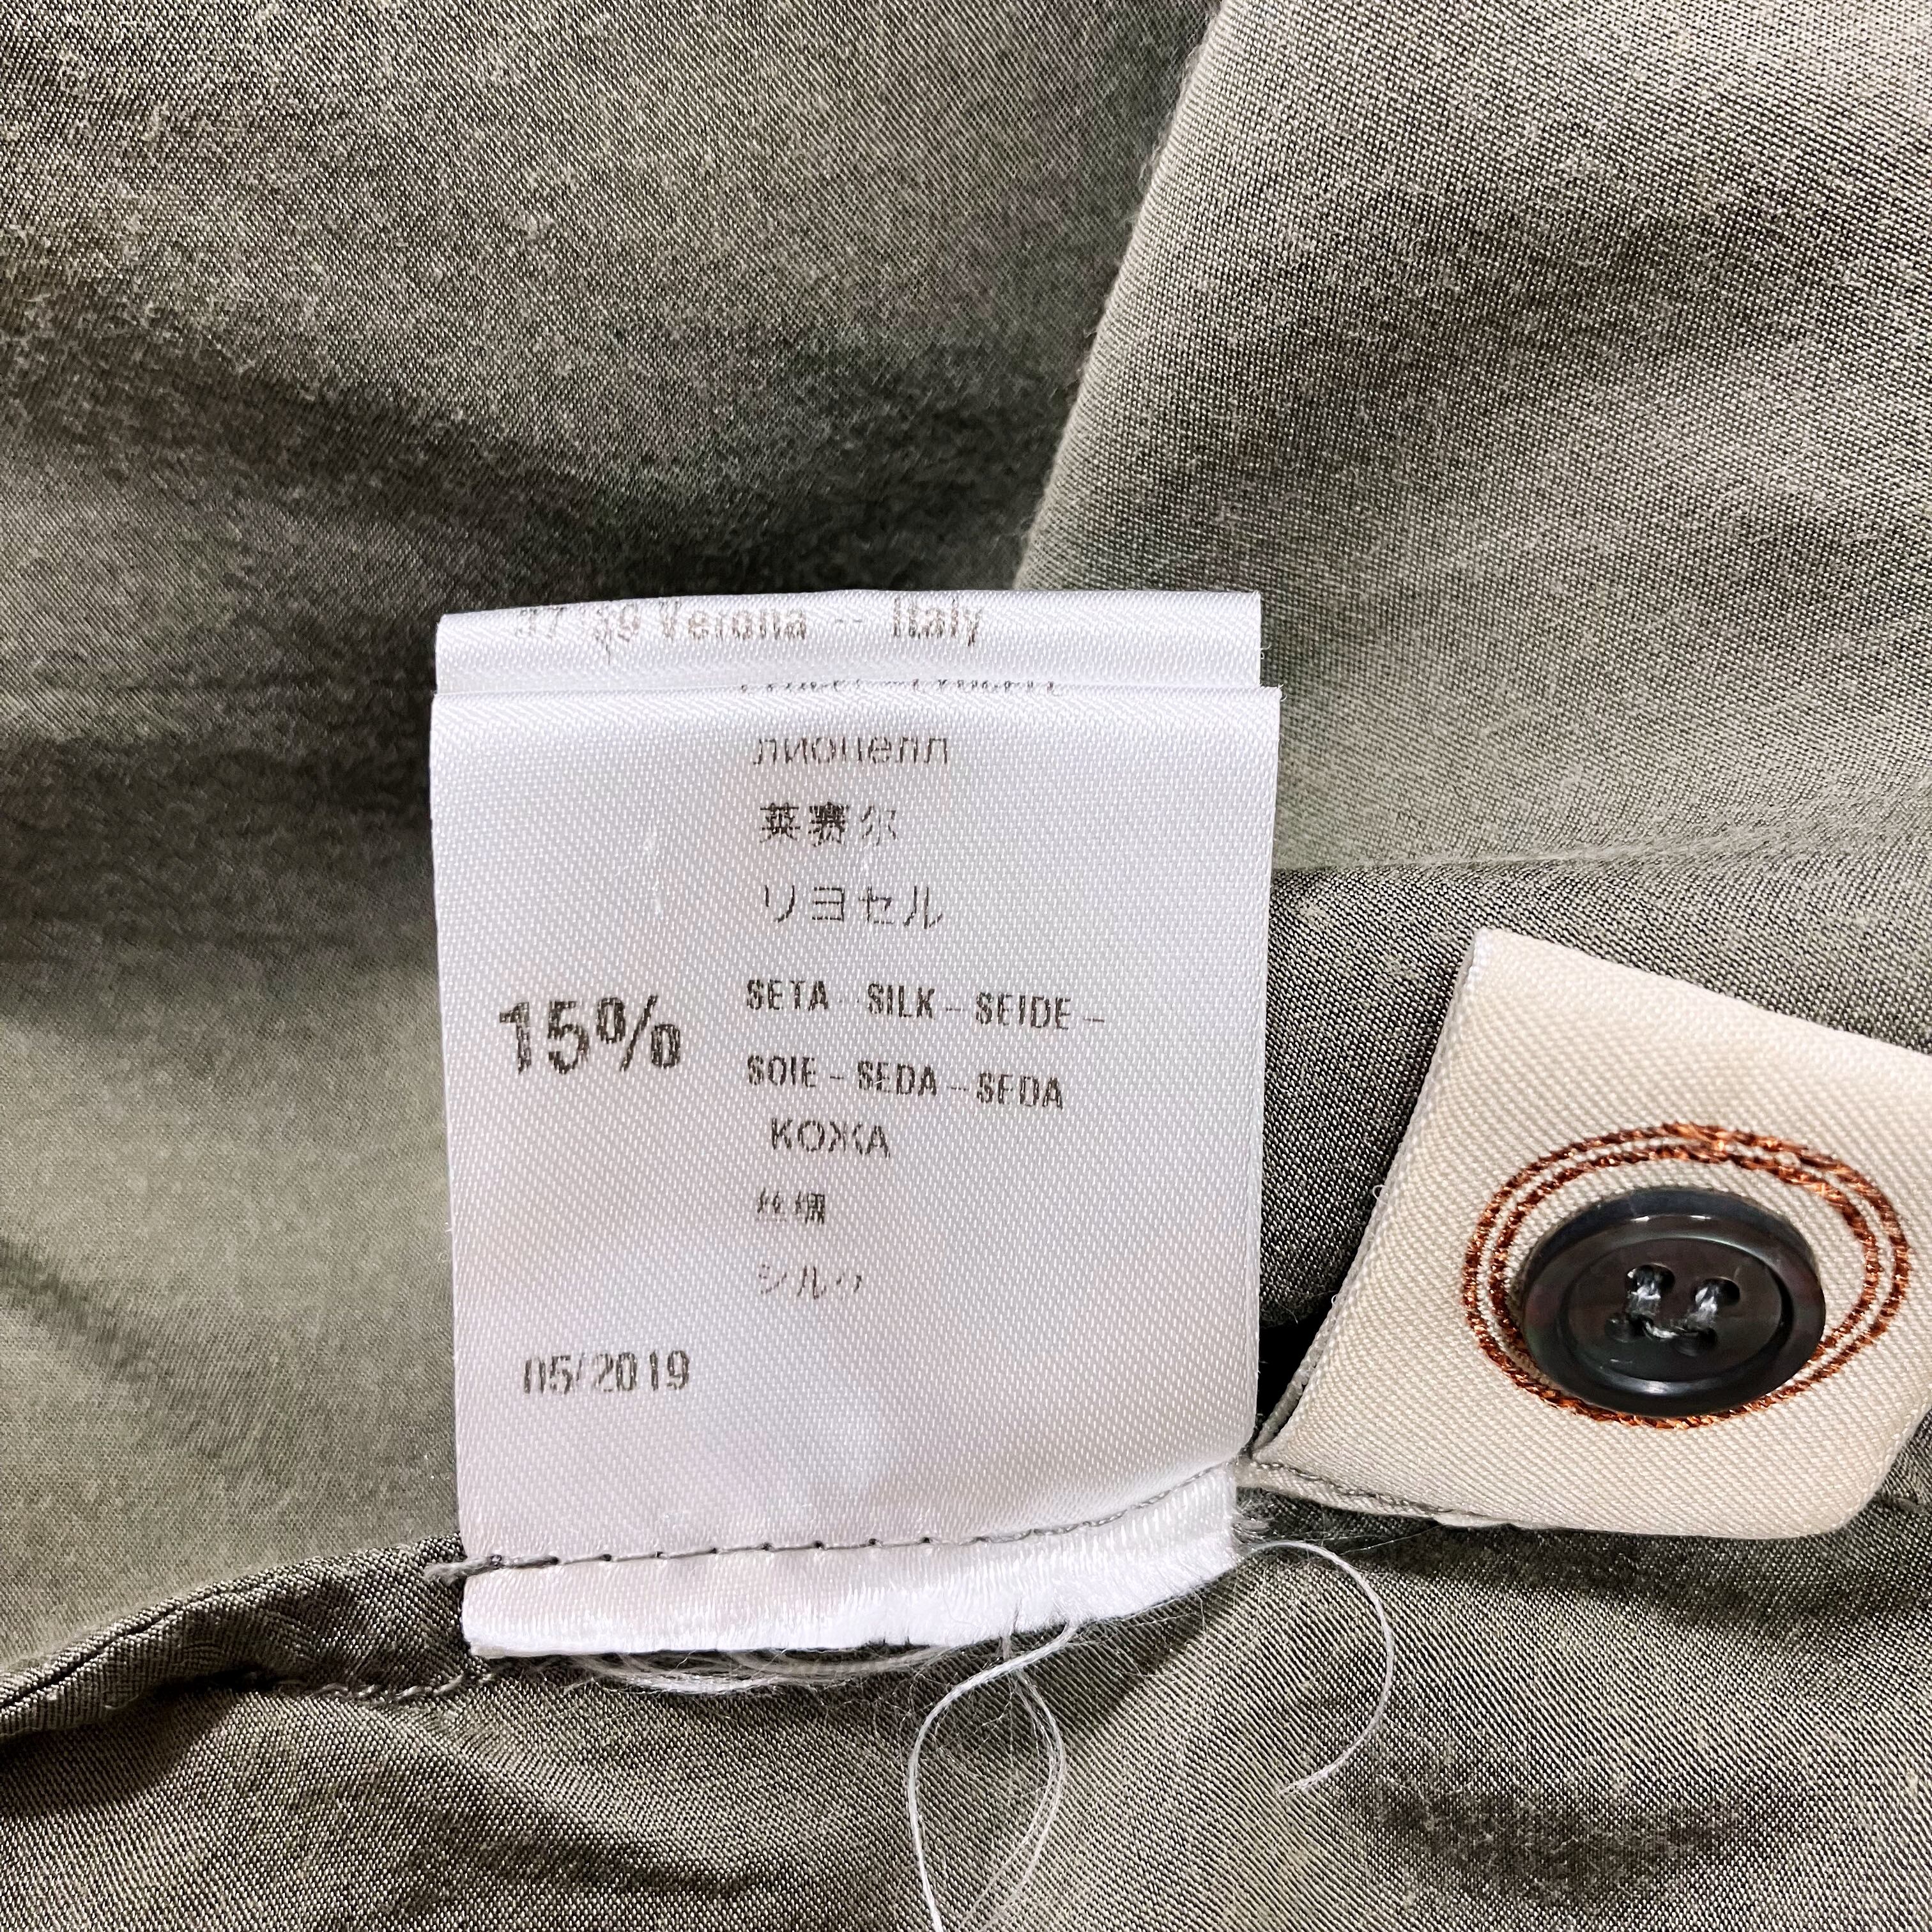 Verona -- Italy
лиоцелл
莱赛尔
リヨセル
15% SETA - SILK - SEIDE -
SOIE - SEDA - SEDA
КОЖА
丝绸
シルク
05/2019